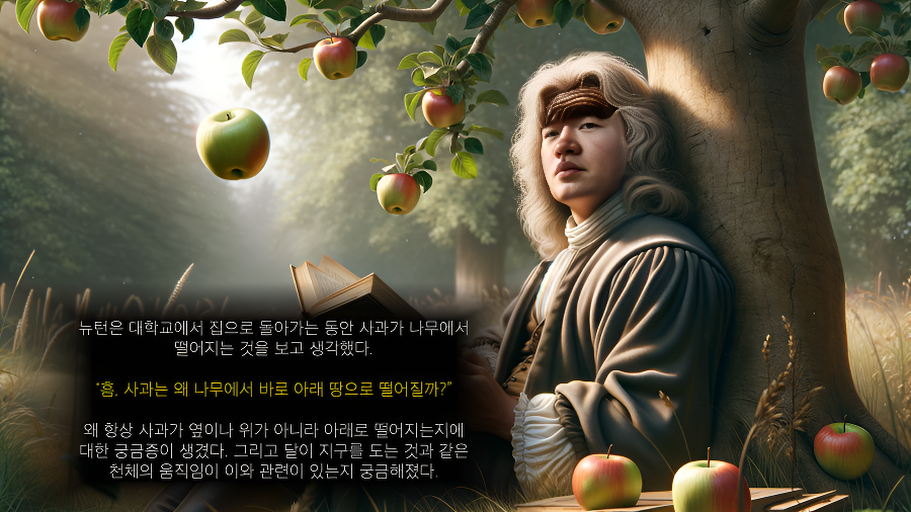 뉴턴은 대학교에서 집으로 돌아가는 동안 사과가 나무에서
떨어지는 것을 보고 생각했다.
“흠. 사과는 왜 나무에서 바로 아래 땅으로 떨어질까?”
왜 항상 사과가 옆이나 위가 아니라 아래로 떨어지는지에
대한 궁금증이 생겼다. 그리고 달이 지구를 도는 것과 같은
천체의 움직임이 이와 관련이 있는지 궁금해졌다.